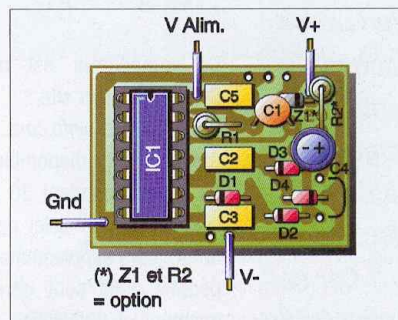 V Alim.
V+
C5
C1
Z1*
R2*
R1
IC1
C2
D3
- +
D1
D4
C4
Gnd
C3
D2
V-
(*) Z1 et R2
= option